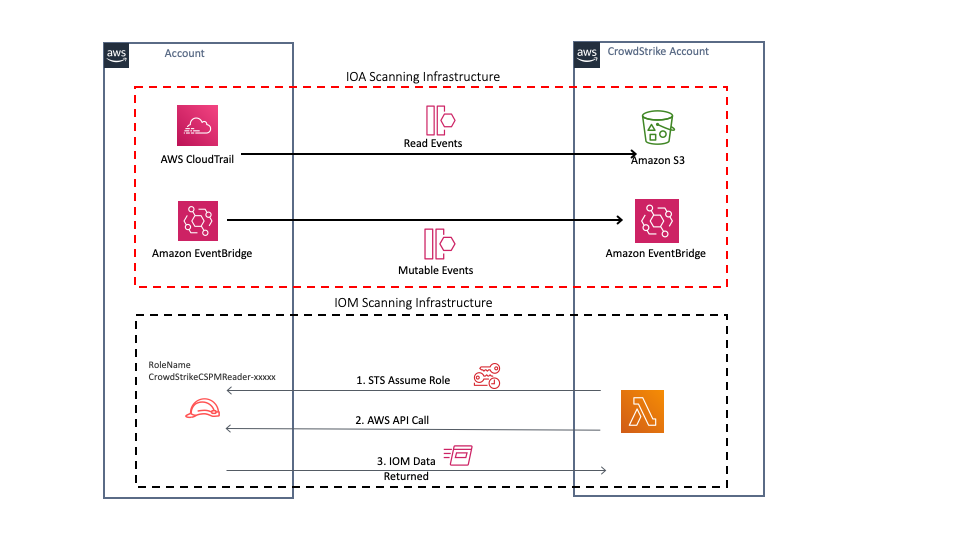 aws
Account
aws
CrowdStrike Account
IOA Scanning Infrastructure
Read Events
AWS CloudTrail
Amazon S3
Amazon EventBridge
Amazon EventBridge
Mutable Events
IOM Scanning Infrastructure
RoleName
CrowdStrikeCSPMReader-xxxxx
1. STS Assume Role
2. AWS API Call
3. IOM Data
Returned